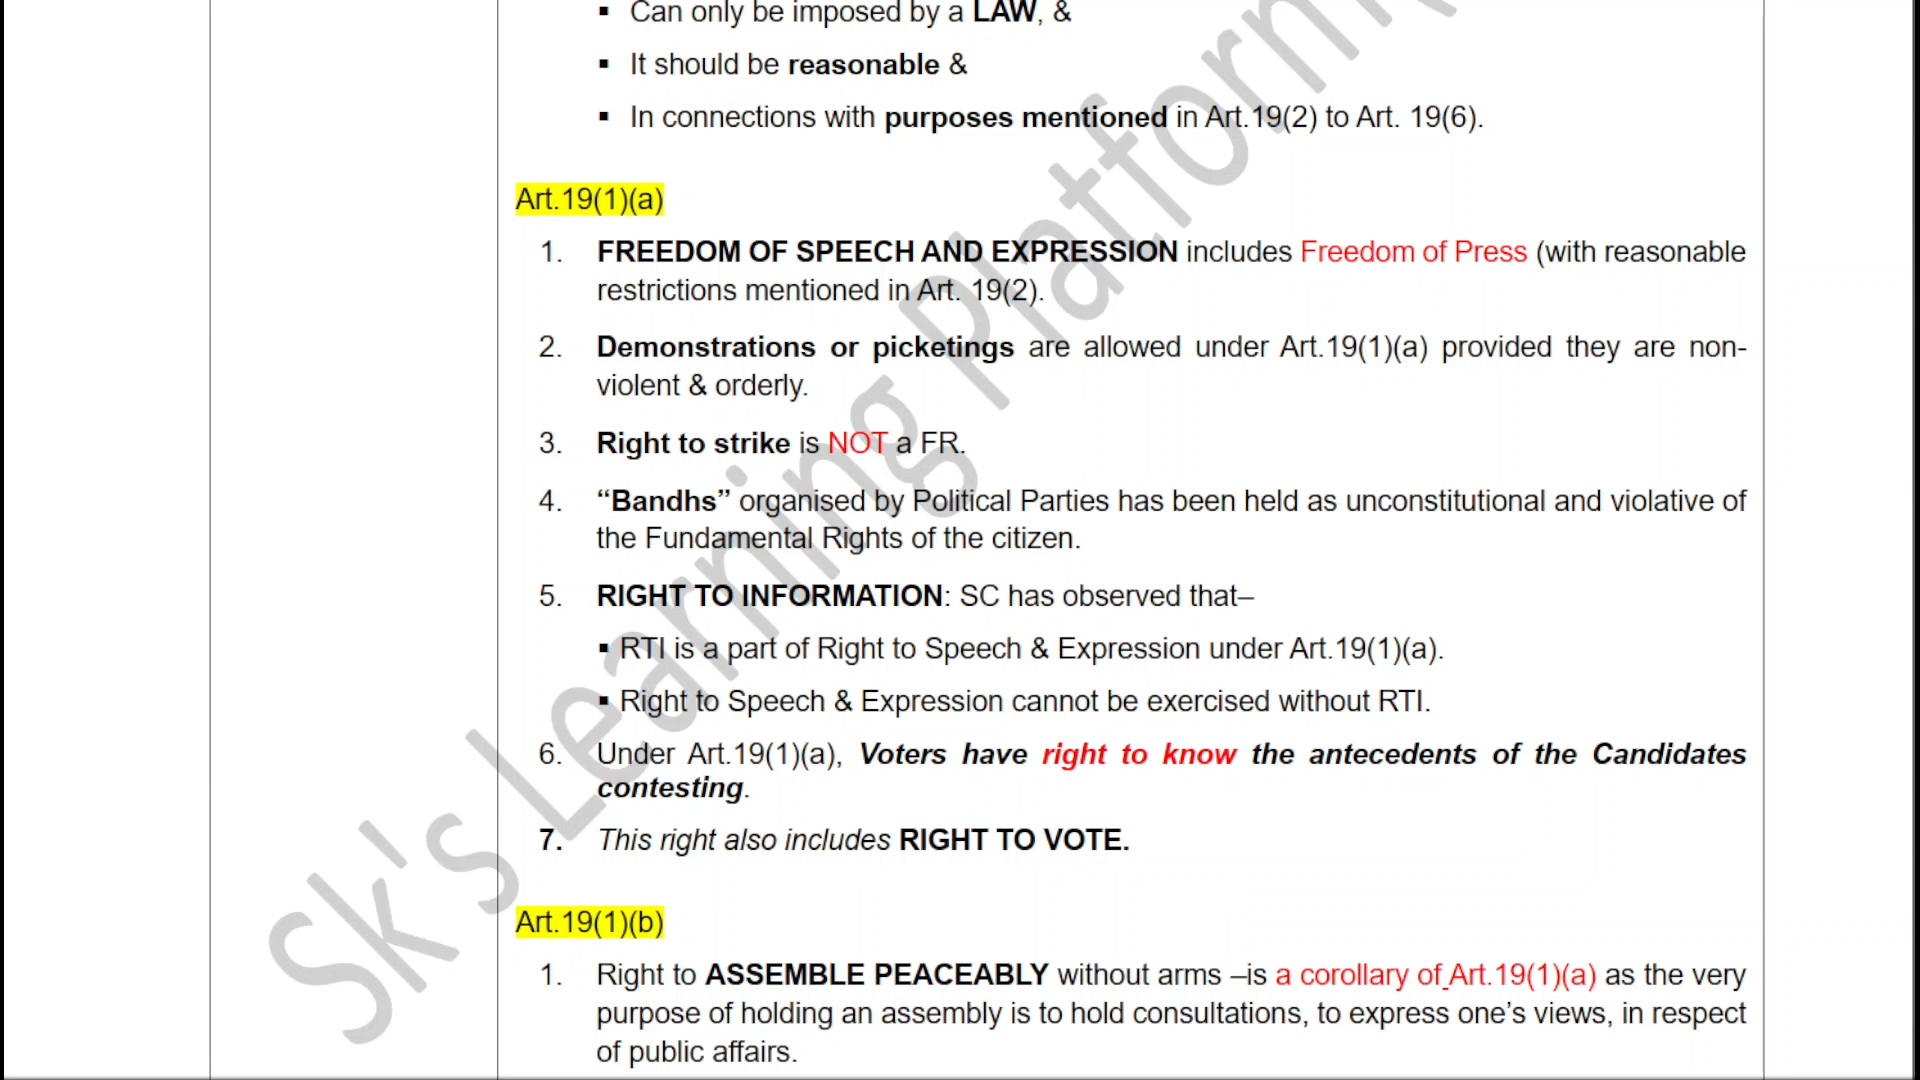 ▪ Can only be imposed by a LAW, &
▪ It should be reasonable &
▪ In connections with purposes mentioned in Art.19(2) to Art. 19(6).
Art.19(1)(a)
1. FREEDOM OF SPEECH AND EXPRESSION includes Freedom of Press (with reasonable
restrictions mentioned in Art. 19(2).
2. Demonstrations or picketings are allowed under Art.19(1)(a) provided they are non-
violent & orderly.
3. Right to strike is NOT a FR.
4. “Bandhs” organised by Political Parties has been held as unconstitutional and violative of
the Fundamental Rights of the citizen.
5. RIGHT TO INFORMATION: SC has observed that–
▪ RTI is a part of Right to Speech & Expression under Art.19(1)(a).
▪ Right to Speech & Expression cannot be exercised without RTI.
6. Under Art.19(1)(a), Voters have right to know the antecedents of the Candidates
contesting.
7. This right also includes RIGHT TO VOTE.
Art.19(1)(b)
1. Right to ASSEMBLE PEACEABLY without arms –is a corollary of Art.19(1)(a) as the very
purpose of holding an assembly is to hold consultations, to express one’s views, in respect
of public affairs.
Sk's Learning Platform